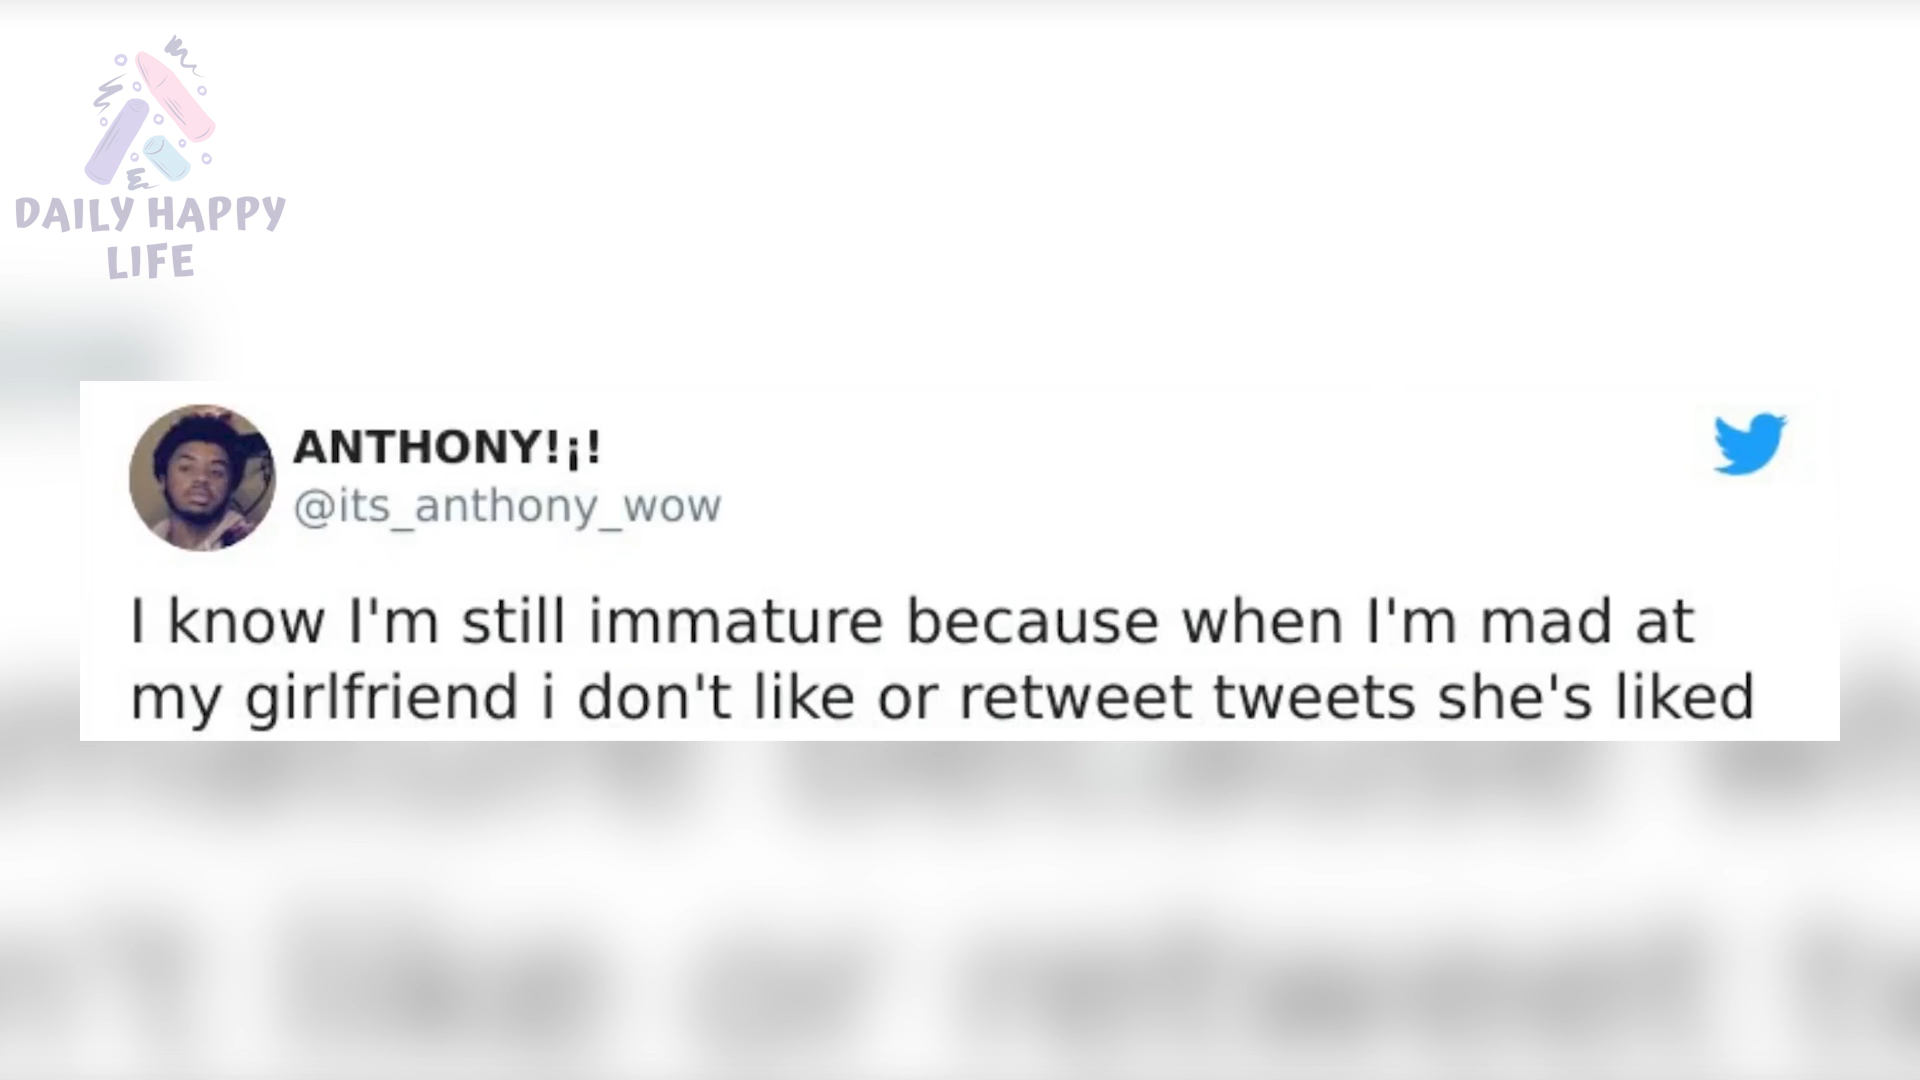 DAILY HAPPY
LIFE
ANTHONY!¡!
@its_anthony_wow
I know I'm still immature because when I'm mad at
my girlfriend i don't like or retweet tweets she's liked